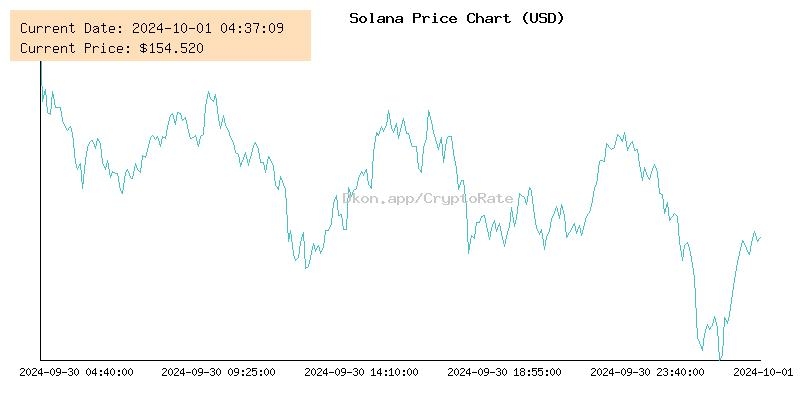 Solana Price Chart (USD)
Current Date: 2024-10-01 04:37:09
Current Price: $154.520
Dkon.app/CryptoRate
2024-09-30 04:40:00 2024-09-30 09:25:00 2024-09-30 14:10:00 2024-09-30 18:55:00 2024-09-30 23:40:00 2024-10-01